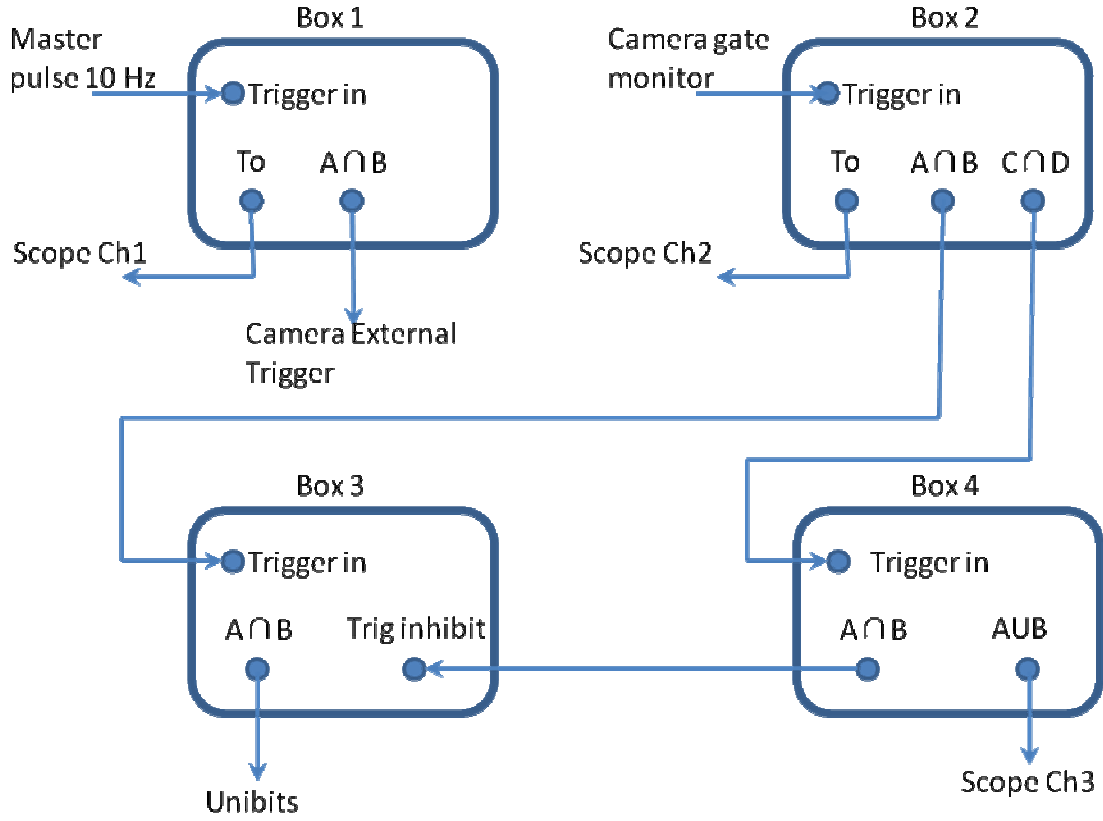 Box 1
Master
pulse 10 Hz
Trigger in
To
A∩B
Scope Ch1
Camera External
Trigger
Box 2
Camera gate
monitor
Trigger in
To
A∩B
C∩D
Scope Ch2
Box 3
Trigger in
A∩B
Trig inhibit
Unibits
Box 4
Trigger in
A∩B
AUB
Scope Ch3